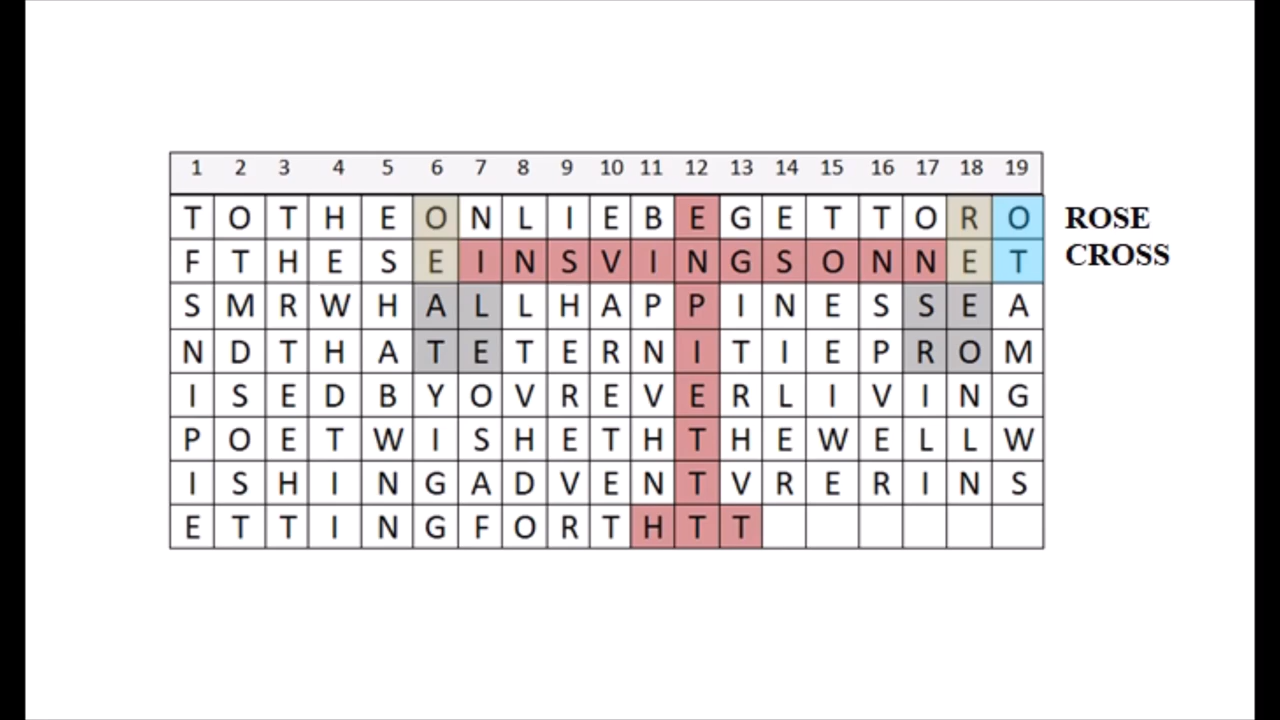 1 2 3 4 5 6 7 8 9 10 11 12 13 14 15 16 17 18 19
T O T H E O N L I E B E G E T T O R O
F T H E S E I N S V I N G S O N N E T
S M R W H A L L H A P P I N E S S E A
N D T H A T E T E R N I T I E P R O M
I S E D B Y O V R E V E R L I V I N G
P O E T W I S H E T H T H E W E L L W
I S H I N G A D V E N T V R E R I N S
E T T I N G F O R T H T T
ROSE
CROSS